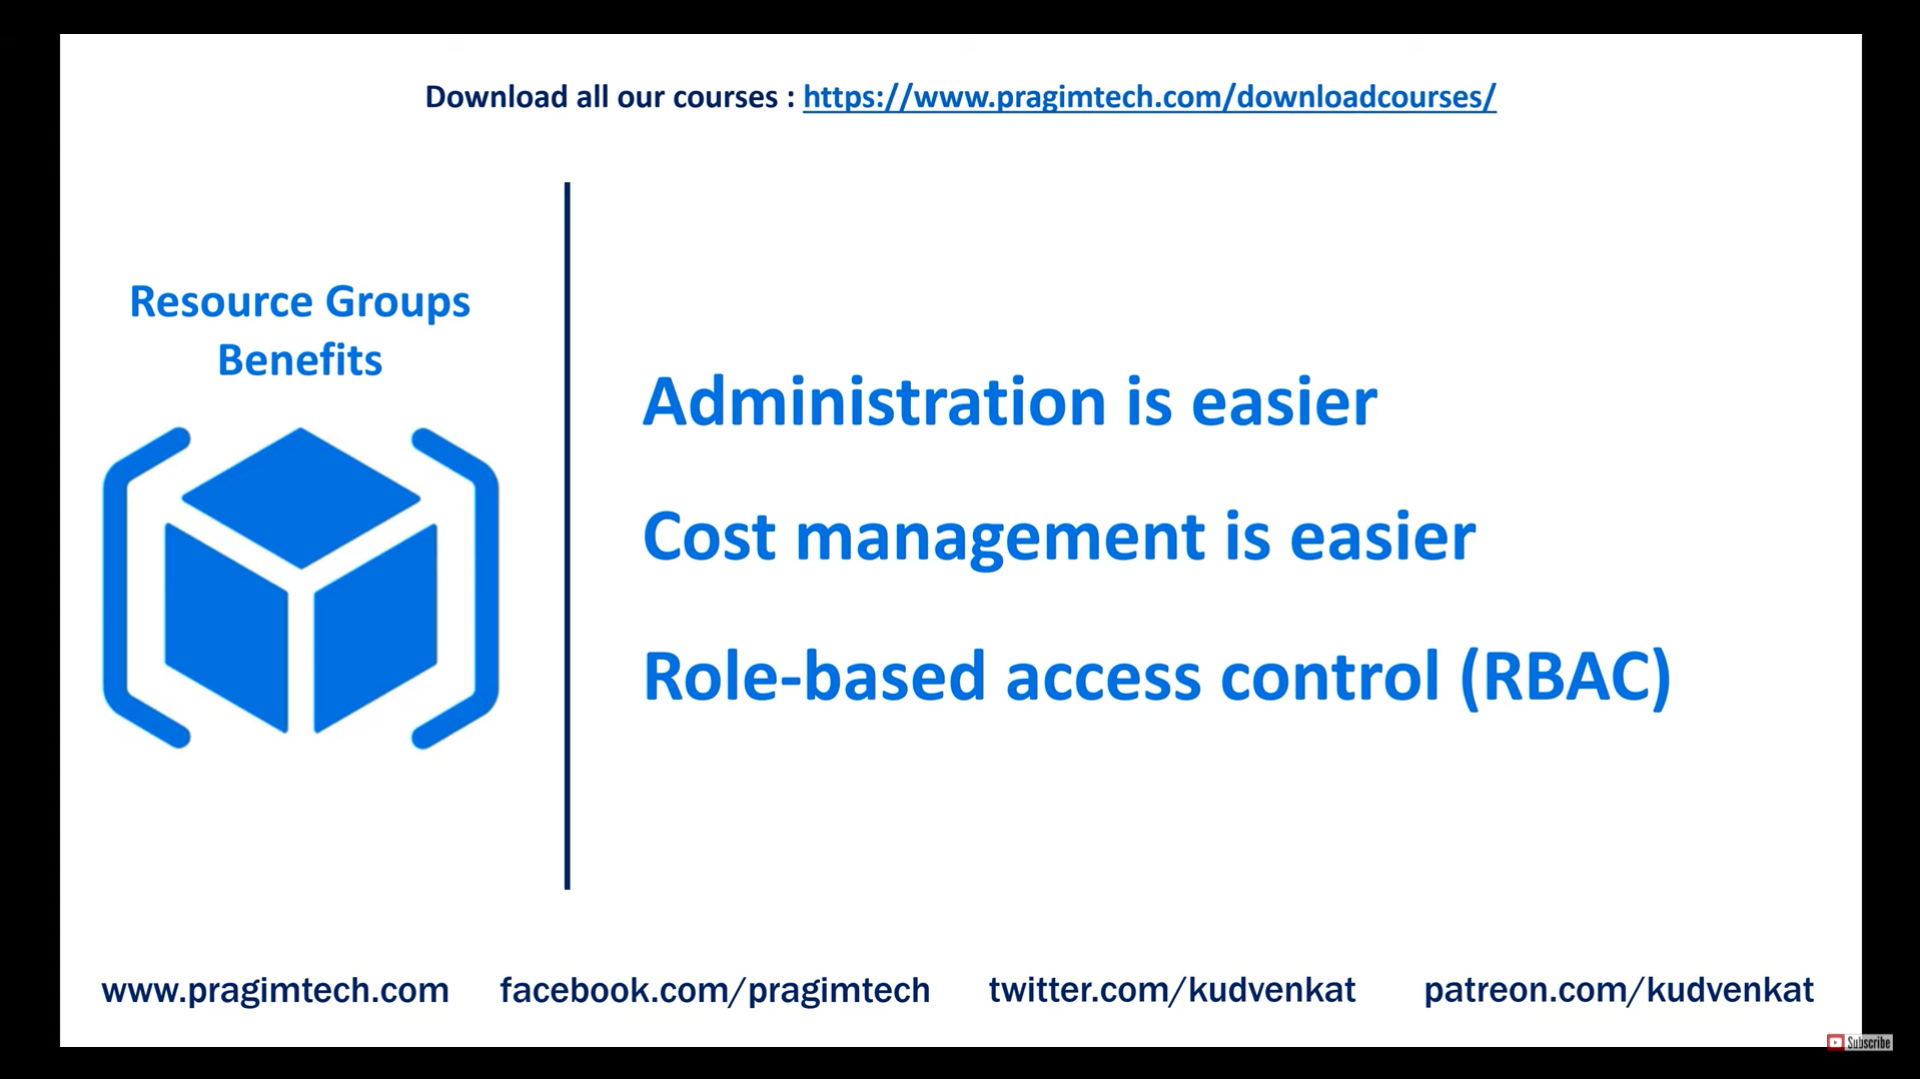 Download all our courses : https://www.pragimtech.com/downloadcourses/
Resource Groups
Benefits
Administration is easier
Cost management is easier
Role-based access control (RBAC)
www.pragimtech.com facebook.com/pragimtech twitter.com/kudvenkat patreon.com/kudvenkat
Subscribe